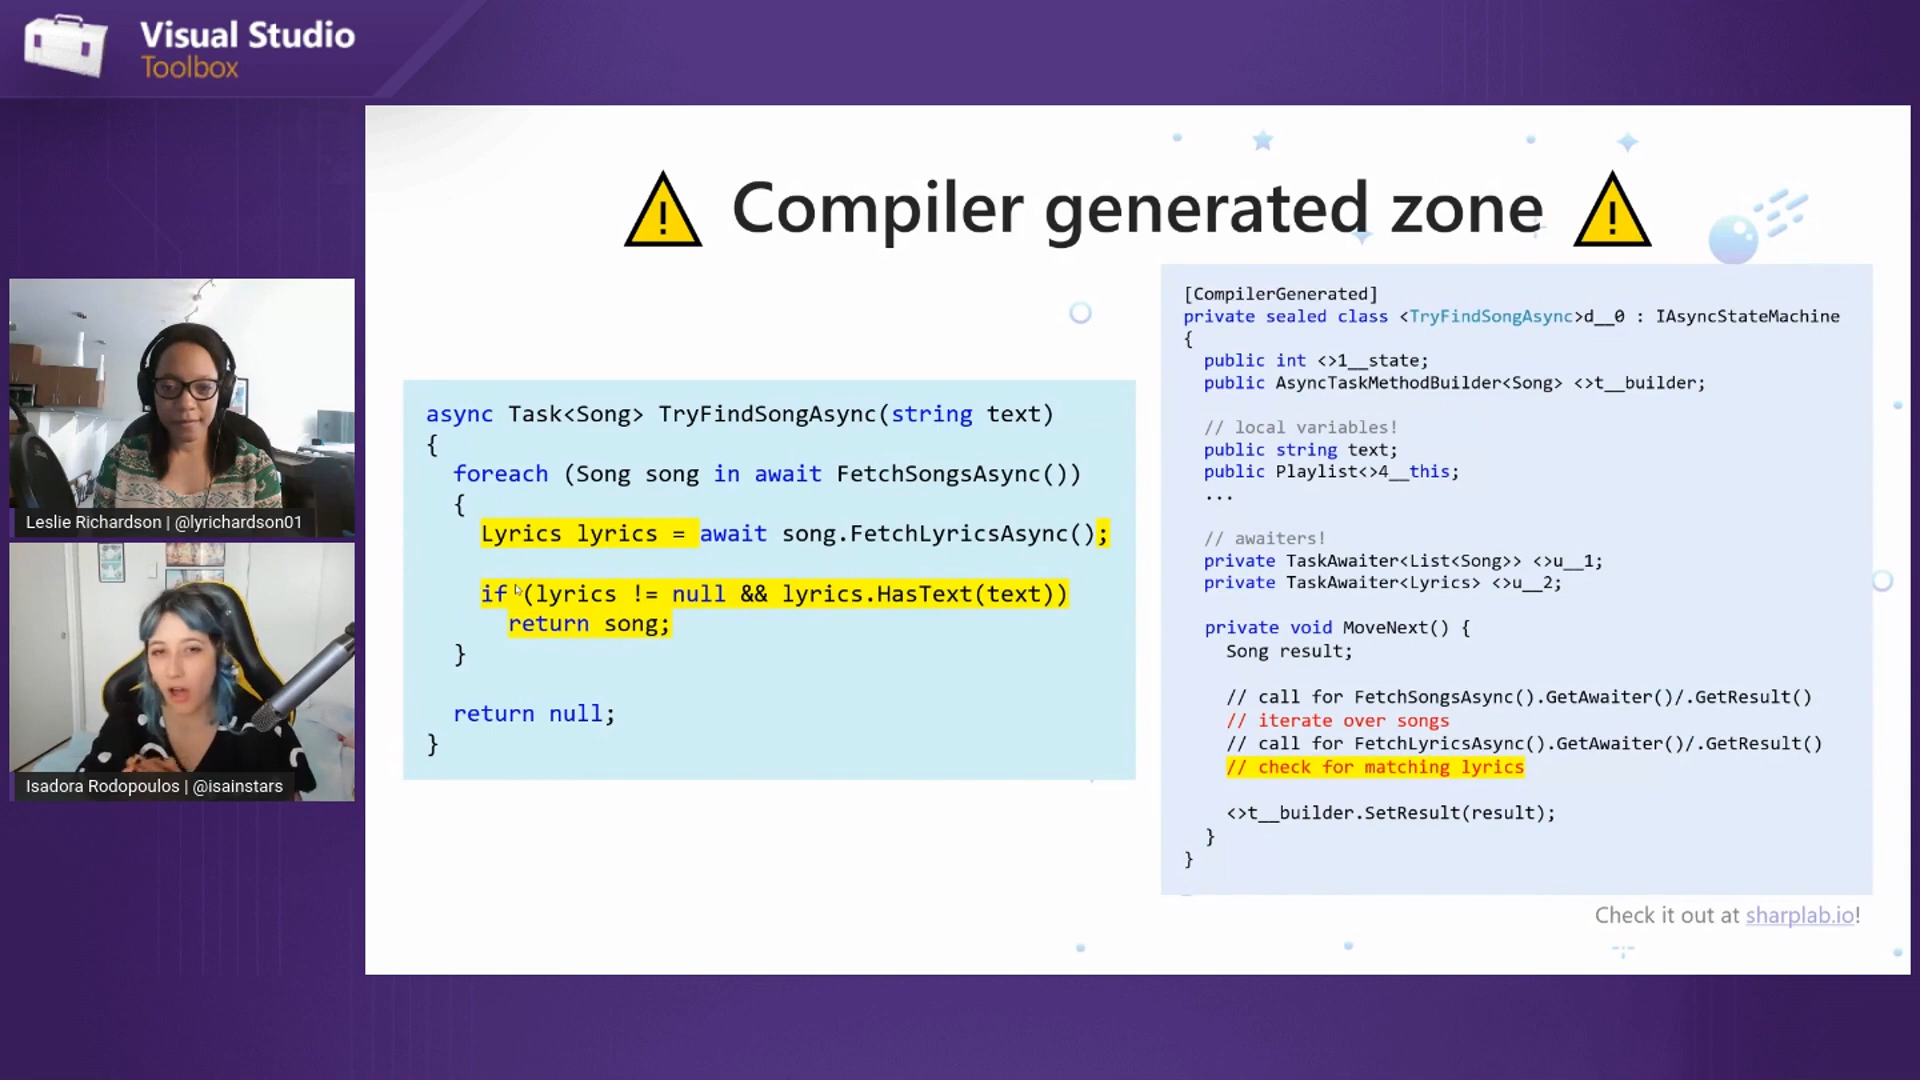 Visual Studio
Toolbox
⚠ Compiler generated zone ⚠
async Task<Song> TryFindSongAsync(string text)
{
foreach (Song song in await FetchSongsAsync())
{
Lyrics lyrics = await song.FetchLyricsAsync();
if (lyrics != null && lyrics.HasText(text))
return song;
}
return null;
}
[CompilerGenerated]
private sealed class <TryFindSongAsync>d__0 : IAsyncStateMachine
{
public int <>1__state;
public AsyncTaskMethodBuilder<Song> <>t__builder;
// local variables!
public string text;
public Playlist<>4__this;
...
// awaiters!
private TaskAwaiter<List<Song>> <>u__1;
private TaskAwaiter<Lyrics> <>u__2;
private void MoveNext() {
Song result;
// call for FetchSongsAsync().GetAwaiter()/.GetResult()
// iterate over songs
// call for FetchLyricsAsync().GetAwaiter()/.GetResult()
// check for matching lyrics
<>t__builder.SetResult(result);
}
}
Check it out at sharplab.io!
Leslie Richardson | @lyrichardson01
Isadora Rodopoulos | @isainstars